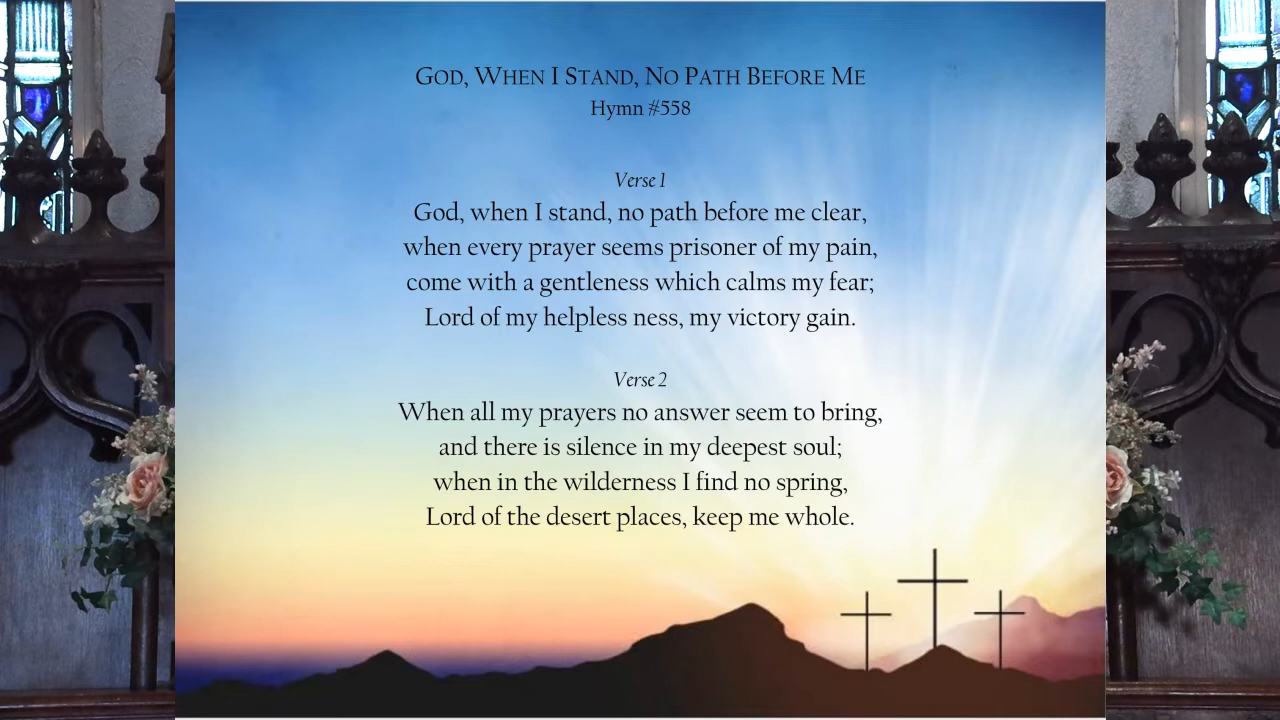 God, When I Stand, No Path Before Me
Hymn #558
Verse 1
God, when I stand, no path before me clear,
when every prayer seems prisoner of my pain,
come with a gentleness which calms my fear;
Lord of my helpless ness, my victory gain.
Verse 2
When all my prayers no answer seem to bring,
and there is silence in my deepest soul;
when in the wilderness I find no spring,
Lord of the desert places, keep me whole.